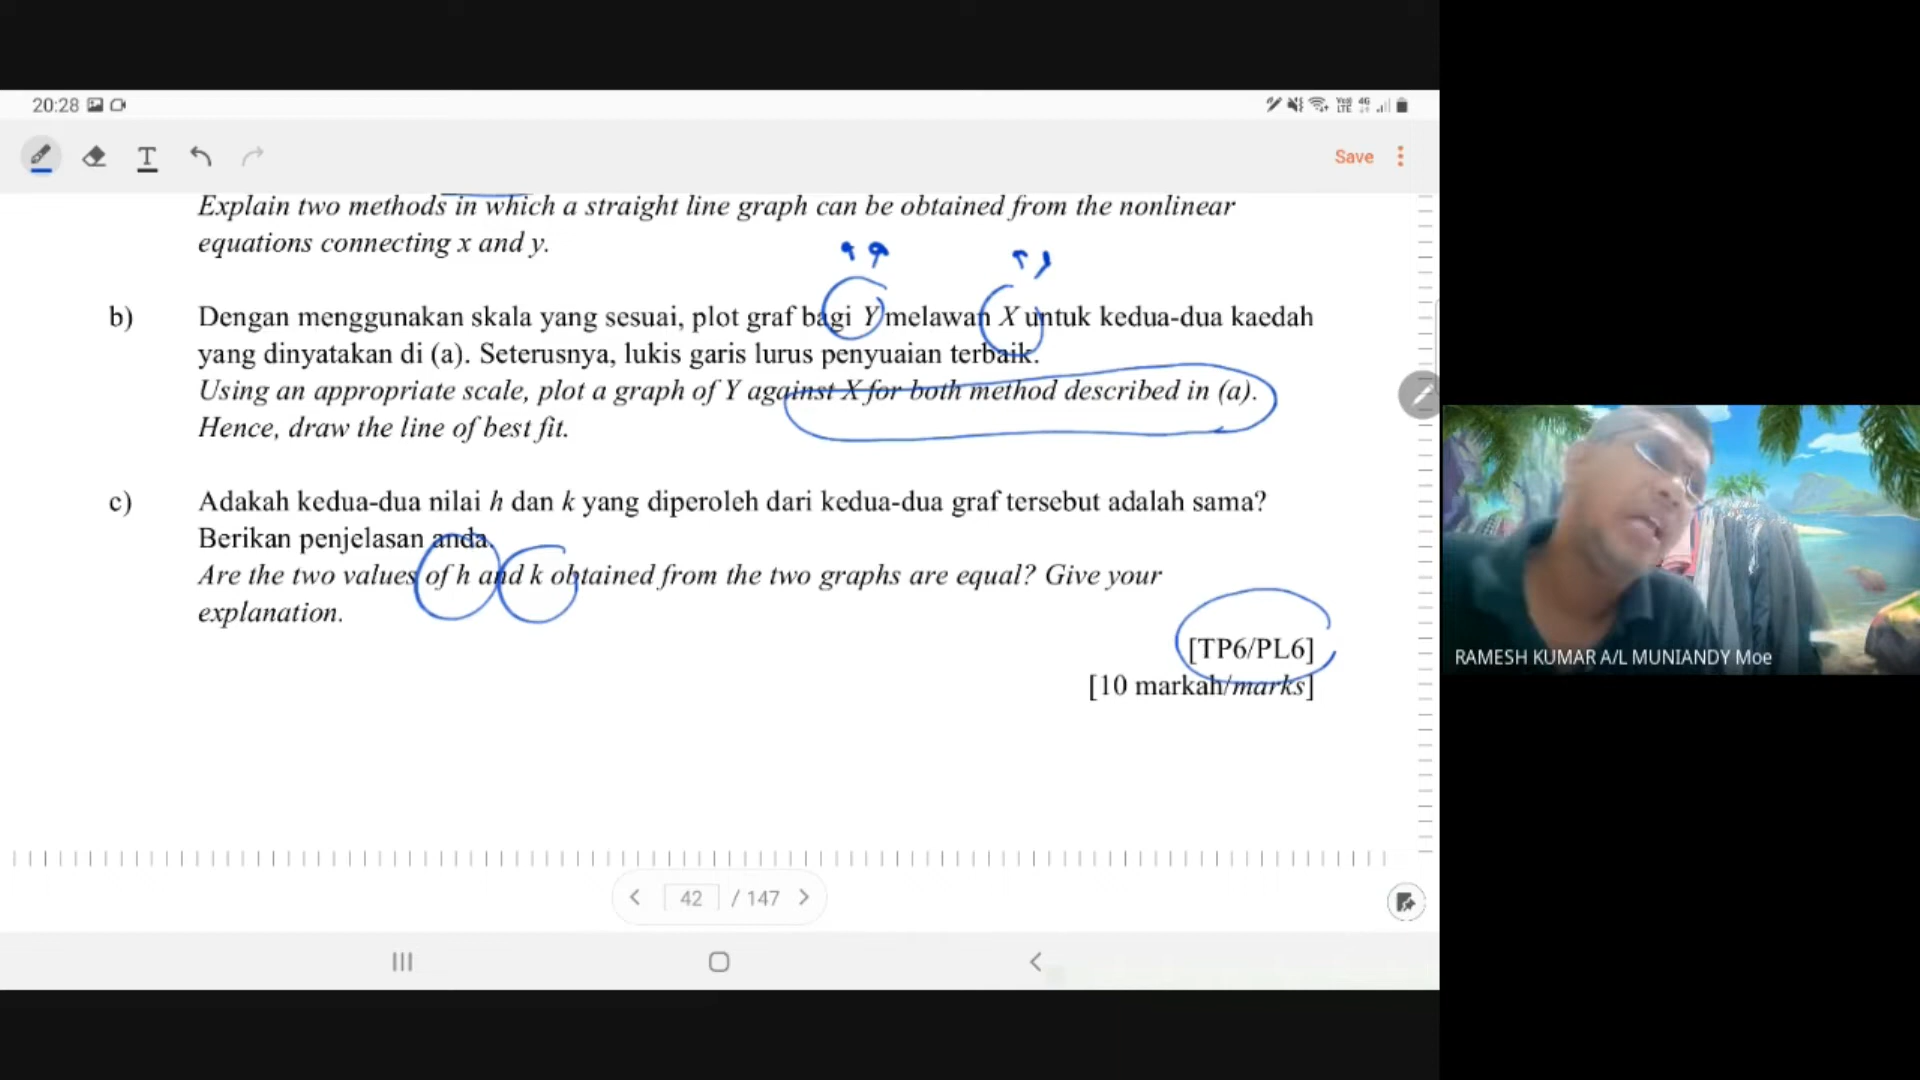 20:28
VoLTE 4G
T
Save
Explain two methods in which a straight line graph can be obtained from the nonlinear
equations connecting x and y.
b) Dengan menggunakan skala yang sesuai, plot graf bagi Y melawan X untuk kedua-dua kaedah
yang dinyatakan di (a). Seterusnya, lukis garis lurus penyuaian terbaik.
Using an appropriate scale, plot a graph of Y against X for both method described in (a).
Hence, draw the line of best fit.
c) Adakah kedua-dua nilai h dan k yang diperoleh dari kedua-dua graf tersebut adalah sama?
Berikan penjelasan anda.
Are the two values of h and k obtained from the two graphs are equal? Give your
explanation.
[TP6/PL6]
[10 markah/marks]
RAMESH KUMAR A/L MUNIANDY Moe
42 / 147